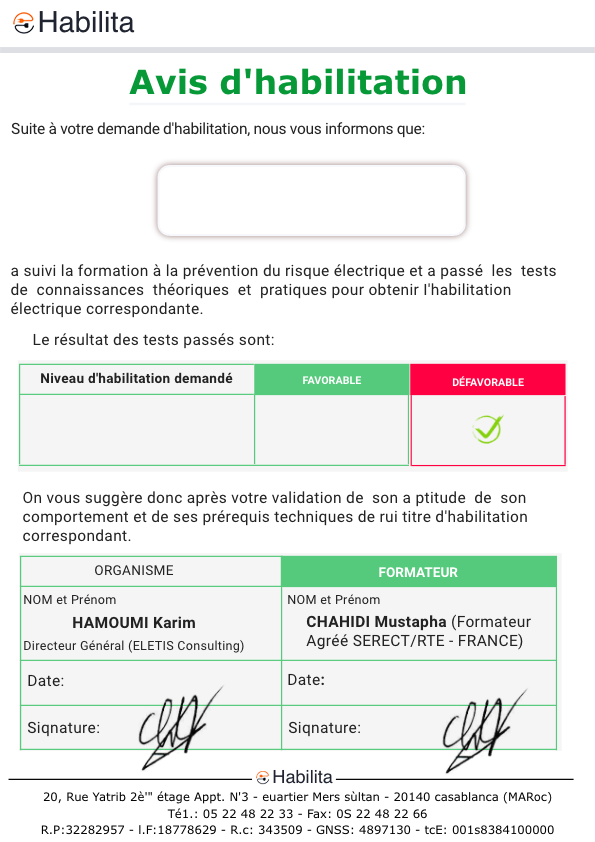 Habilita
Avis d'habilitation
Suite à votre demande d'habilitation, nous vous informons que:
a suivi la formation à la prévention du risque électrique et a passé les tests
de connaissances théoriques et pratiques pour obtenir l'habilitation
électrique correspondante.
Le résultat des tests passés sont:
Niveau d'habilitation demandé FAVORABLE DÉFAVORABLE
On vous suggère donc après votre validation de son a ptitude de son
comportement et de ses prérequis techniques de rui titre d'habilitation
correspondant.
ORGANISME FORMATEUR
NOM et Prénom NOM et Prénom
HAMOUMI Karim CHAHIDI Mustapha (Formateur
Directeur Général (ELETIS Consulting) Agréé SERECT/RTE - FRANCE)
Date: Date:
Siqnature: Siqnature:
Habilita
20, Rue Yatrib 2è'" étage Appt. N'3 - euartier Mers sùltan - 20140 casablanca (MARoc)
Té1.: 05 22 48 22 33 - Fax: 0S 22 48 22 66
R.P:32282957 - l.F:18778629 - R.c: 343509 - GNSS: 4897130 - tcE: 001s8384100000